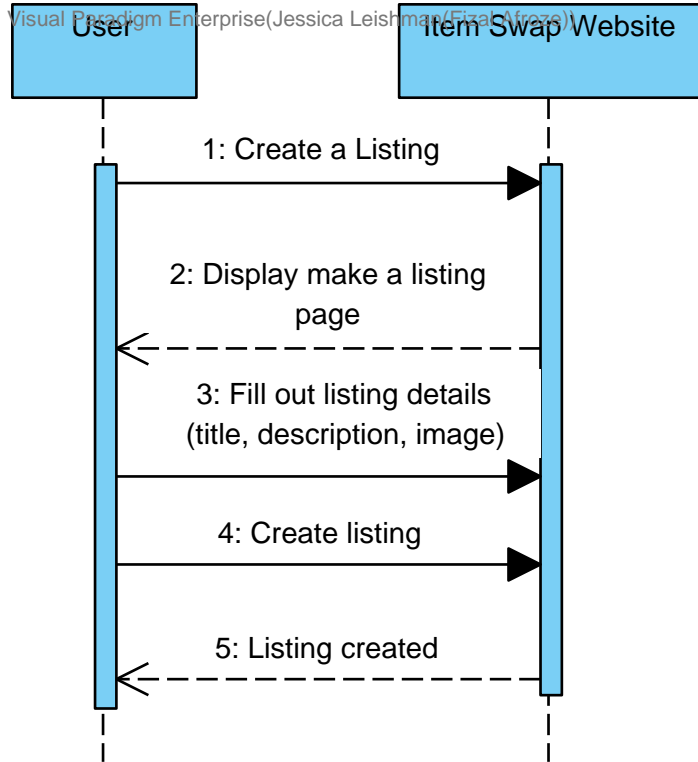 Visual Paradigm Enterprise(Jessica Leishman(Fizal Afroze))
User
Item Swap Website
1: Create a Listing
2: Display make a listing
page
3: Fill out listing details
(title, description, image)
4: Create listing
5: Listing created